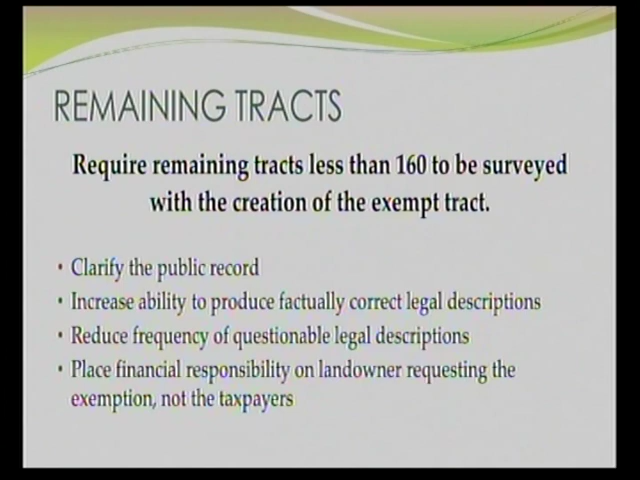 REMAINING TRACTS
Require remaining tracts less than 160 to be surveyed
with the creation of the exempt tract.
• Clarify the public record
• Increase ability to produce factually correct legal descriptions
• Reduce frequency of questionable legal descriptions
• Place financial responsibility on landowner requesting the
exemption, not the taxpayers